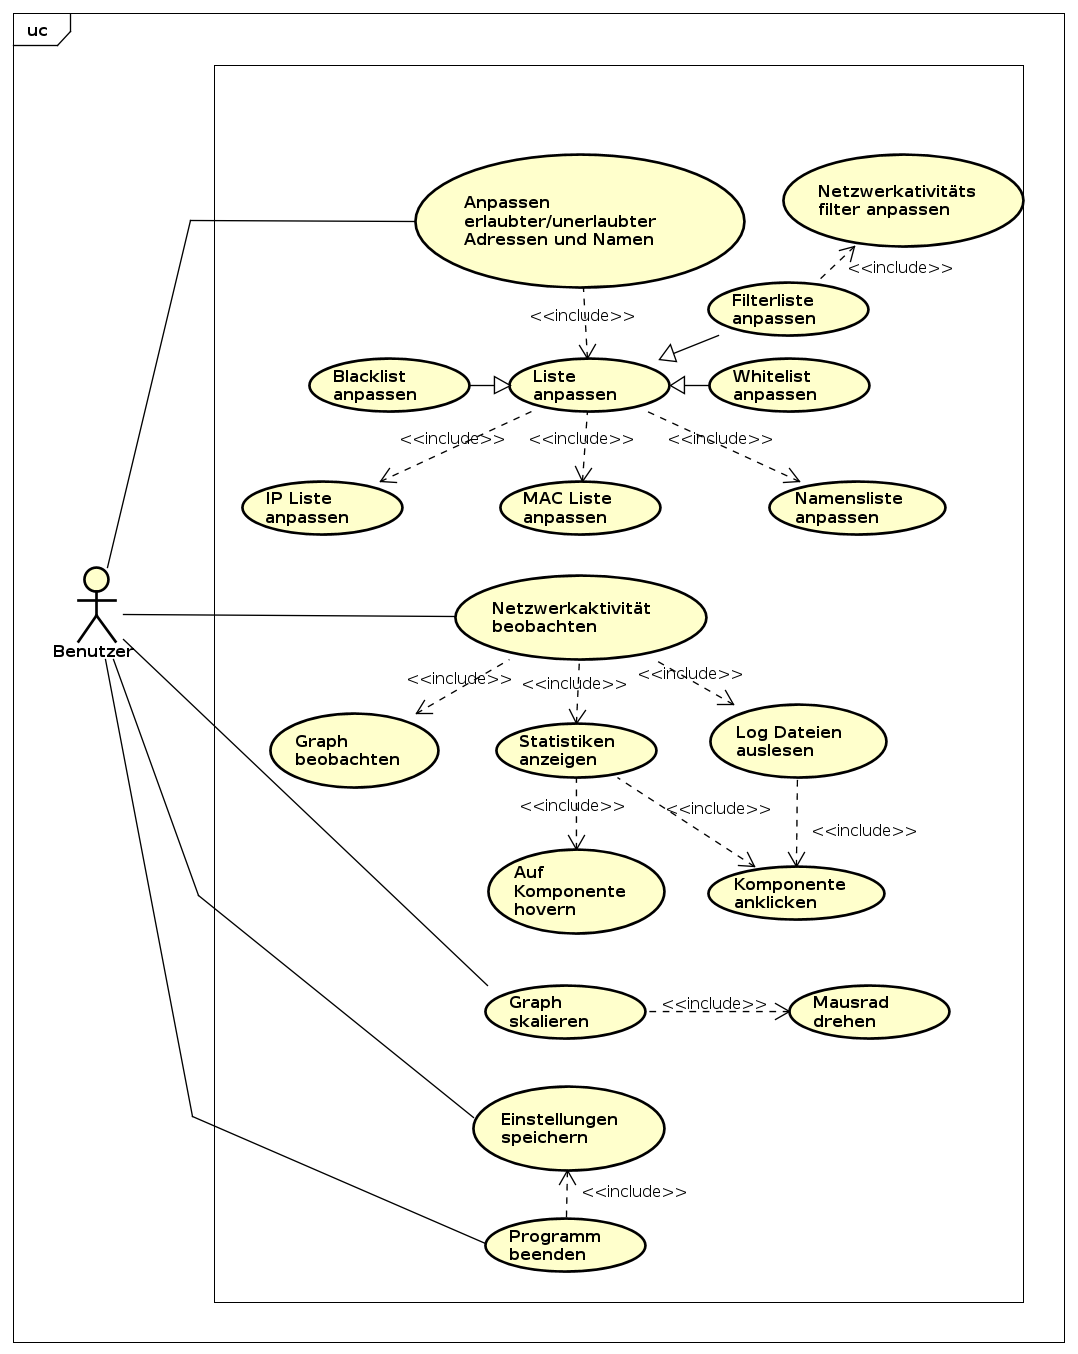 uc
Anpassen
erlaubter/unerlaubter
Adressen und Namen
Netzwerkativitäts
filter anpassen
<<include>>
Filterliste
anpassen
<<include>>
Blacklist
anpassen
Liste
anpassen
Whitelist
anpassen
<<include>>
<<include>>
<<include>>
IP Liste
anpassen
MAC Liste
anpassen
Namensliste
anpassen
Benutzer
Netzwerkaktivität
beobachten
<<include>>
<<include>>
<<include>>
Graph
beobachten
Statistiken
anzeigen
Log Dateien
auslesen
<<include>>
<<include>>
<<include>>
Auf
Komponente
hovern
Komponente
anklicken
Graph
skalieren
<<include>>
Mausrad
drehen
Einstellungen
speichern
<<include>>
Programm
beenden